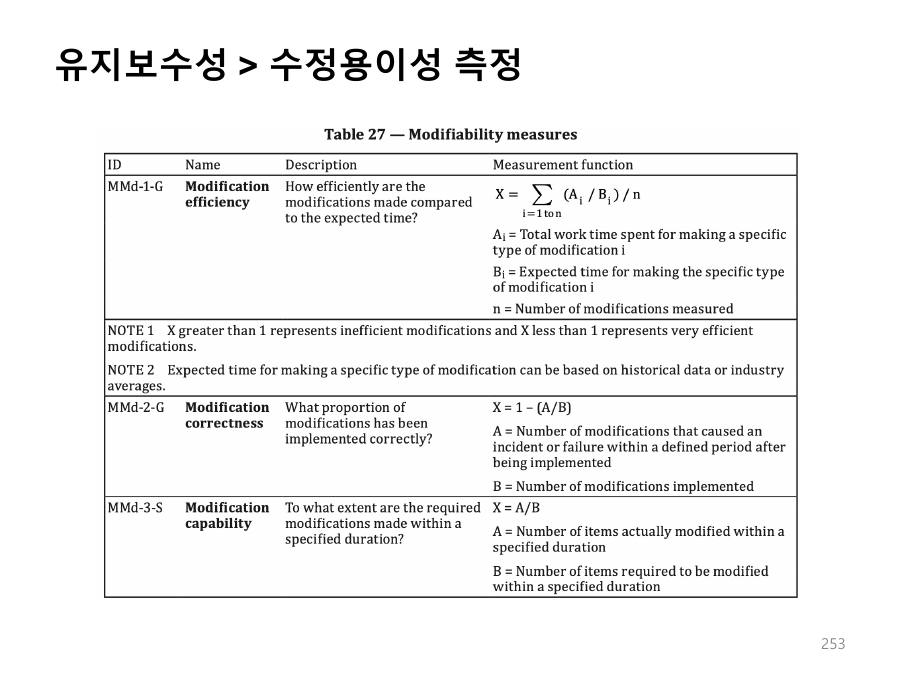 유지보수성 > 수정용이성 측정
Table 27 — Modifiability measures
ID Name Description Measurement function
MMd-1-G Modification efficiency How efficiently are the modifications made compared to the expected time?
X = ∑ (A_i / B_i) / n
i = 1 to n
A_i = Total work time spent for making a specific
type of modification i
B_i = Expected time for making the specific type
of modification i
n = Number of modifications measured
NOTE 1 X greater than 1 represents inefficient modifications and X less than 1 represents very efficient
modifications.
NOTE 2 Expected time for making a specific type of modification can be based on historical data or industry
averages.
MMd-2-G Modification correctness What proportion of modifications has been implemented correctly?
X = 1 – (A/B)
A = Number of modifications that caused an
incident or failure within a defined period after
being implemented
B = Number of modifications implemented
MMd-3-S Modification capability To what extent are the required modifications made within a specified duration?
X = A/B
A = Number of items actually modified within a
specified duration
B = Number of items required to be modified
within a specified duration
253